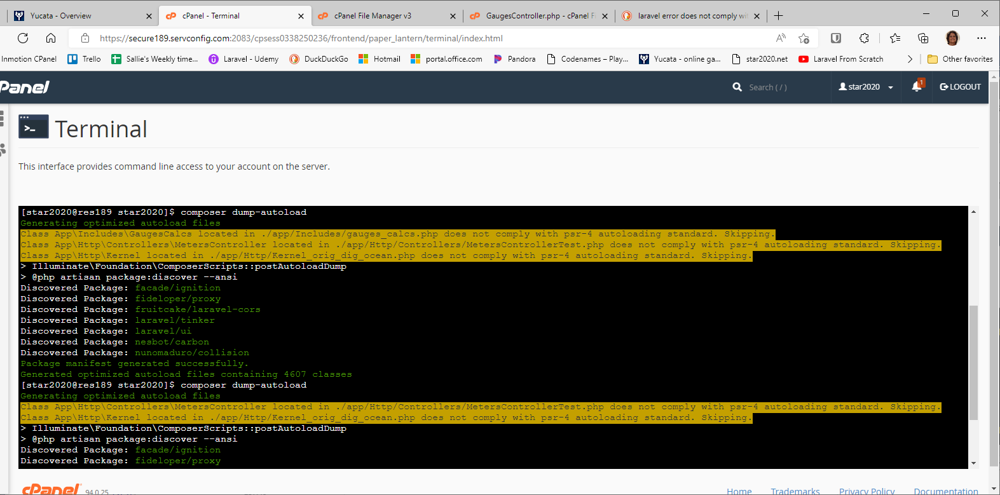 Yucata - Overview
cPanel - Terminal
cPanel File Manager v3
GaugesController.php - cPanel F
laravel error does not comply wit
https://secure189.servconfig.com:2083/cpsess0338250236/frontend/paper_lantern/terminal/index.html
Inmotion CPanel
Trello
Sallie's Weekly time...
Laravel - Udemy
DuckDuckGo
Hotmail
portal.office.com
Pandora
Codenames – Play...
Yucata - online ga...
star2020.net
Laravel From Scratch
Other favorites
Panel
Search ( / )
star2020
1
LOGOUT
>_ Terminal
This interface provides command line access to your account on the server.
[star2020@res189 star2020]$ composer dump-autoload
Generating optimized autoload files
Class App\Includes\GaugesCalcs located in ./app/Includes/gauges_calcs.php does not comply with psr-4 autoloading standard. Skipping.
Class App\Http\Controllers\MetersController located in ./app/Http/Controllers/MetersControllerTest.php does not comply with psr-4 autoloading standard. Skipping.
Class App\Http\Kernel located in ./app/Http/Kernel_orig_dig_ocean.php does not comply with psr-4 autoloading standard. Skipping.
> Illuminate\Foundation\ComposerScripts::postAutoloadDump
> @php artisan package:discover --ansi
Discovered Package: facade/ignition
Discovered Package: fideloper/proxy
Discovered Package: fruitcake/laravel-cors
Discovered Package: laravel/tinker
Discovered Package: laravel/ui
Discovered Package: nesbot/carbon
Discovered Package: nunomaduro/collision
Package manifest generated successfully.
Generated optimized autoload files containing 4607 classes
[star2020@res189 star2020]$ composer dump-autoload
Generating optimized autoload files
Class App\Http\Controllers\MetersController located in ./app/Http/Controllers/MetersControllerTest.php does not comply with psr-4 autoloading standard. Skipping.
Class App\Http\Kernel located in ./app/Http/Kernel_orig_dig_ocean.php does not comply with psr-4 autoloading standard. Skipping.
> Illuminate\Foundation\ComposerScripts::postAutoloadDump
> @php artisan package:discover --ansi
Discovered Package: facade/ignition
Discovered Package: fideloper/proxy
cPanel 94.0.25
Home
Trademarks
Privacy Policy
Documentation